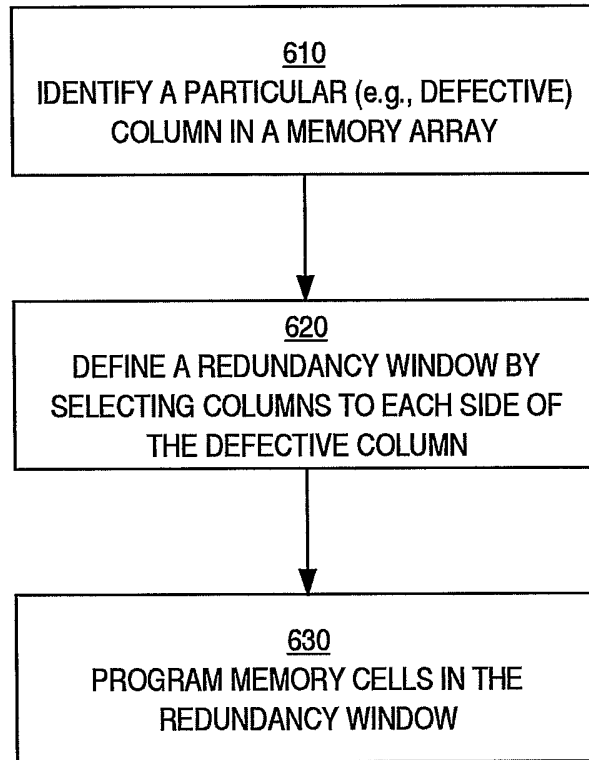 610
IDENTIFY A PARTICULAR (e.g., DEFECTIVE)
COLUMN IN A MEMORY ARRAY
620
DEFINE A REDUNDANCY WINDOW BY
SELECTING COLUMNS TO EACH SIDE OF
THE DEFECTIVE COLUMN
630
PROGRAM MEMORY CELLS IN THE
REDUNDANCY WINDOW